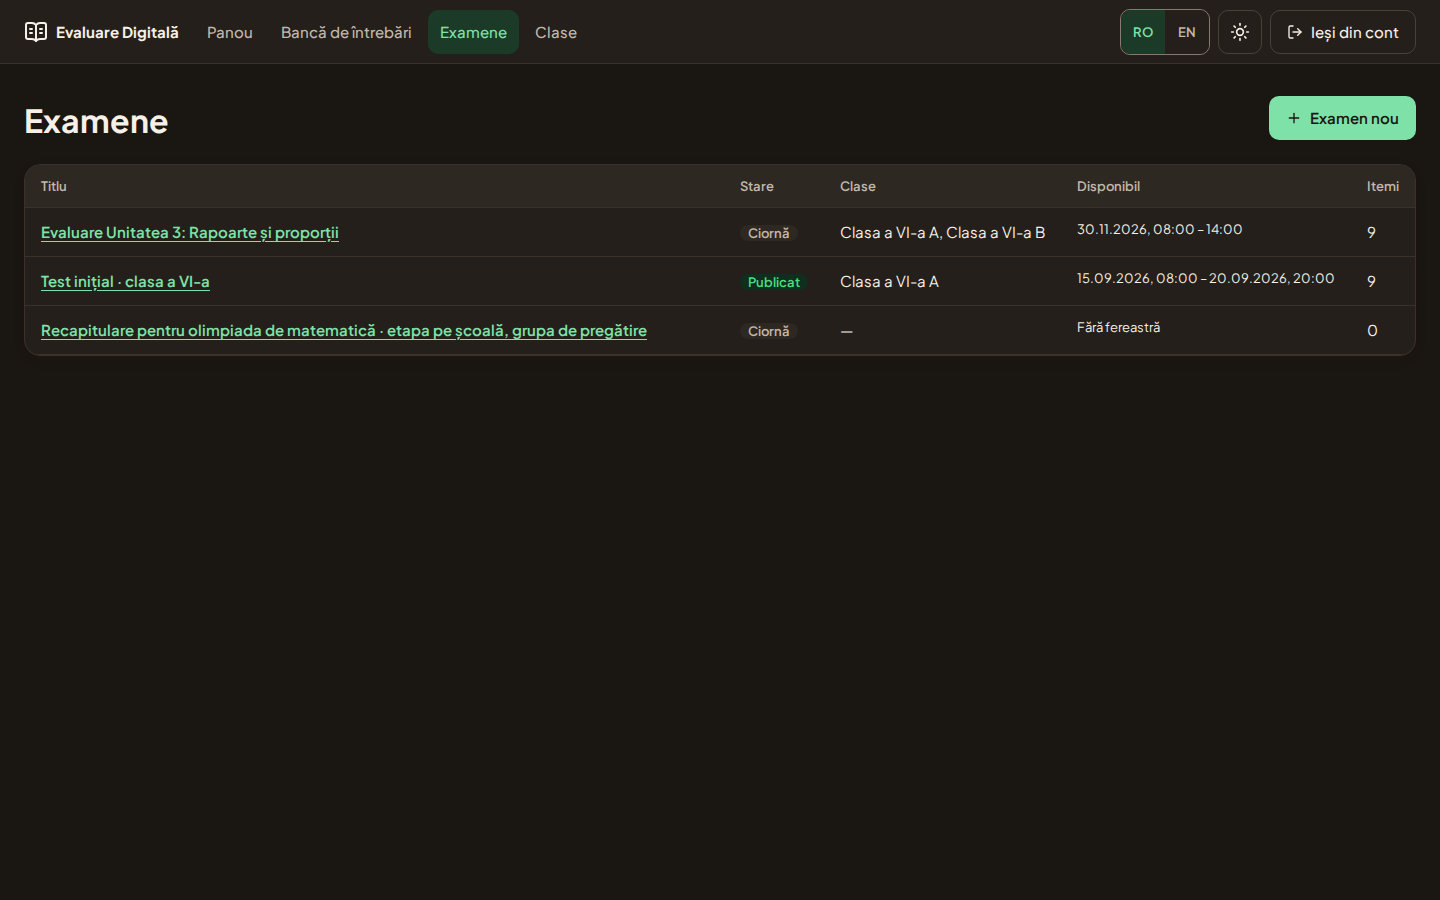 Evaluare Digitală Panou Bancă de întrebări Examene Clase RO EN Ieși din cont
Examene
+ Examen nou
Titlu Stare Clase Disponibil Itemi
Evaluare Unitatea 3: Rapoarte și proporții Ciornă Clasa a VI-a A, Clasa a VI-a B 30.11.2026, 08:00 – 14:00 9
Test inițial · clasa a VI-a Publicat Clasa a VI-a A 15.09.2026, 08:00 – 20.09.2026, 20:00 9
Recapitulare pentru olimpiada de matematică · etapa pe școală, grupa de pregătire Ciornă — Fără fereastră 0